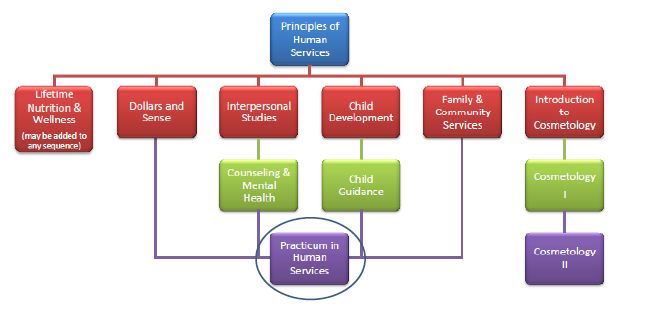 Principles of
Human
Services
Lifetime
Nutrition &
Wellness
(may be added to
any sequence)
Dollars and
Sense
Interpersonal
Studies
Child
Development
Family &
Community
Services
Introduction
to
Cosmetology
Counseling &
Mental
Health
Child
Guidance
Cosmetology
I
Practicum in
Human
Services
Cosmetology
II